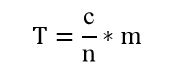 T = c/n * m